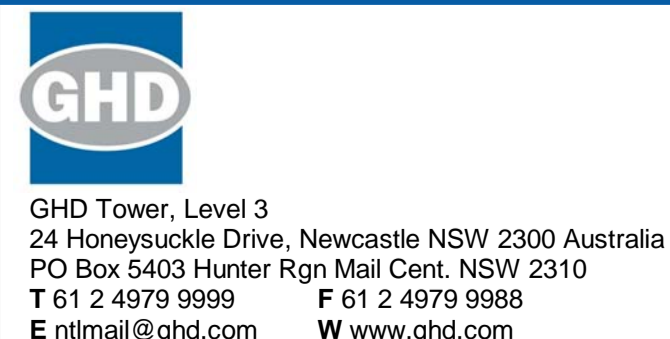 GHD
GHD Tower, Level 3
24 Honeysuckle Drive, Newcastle NSW 2300 Australia
PO Box 5403 Hunter Rgn Mail Cent. NSW 2310
T 61 2 4979 9999 F 61 2 4979 9988
E ntlmail@ghd.com W www.ghd.com